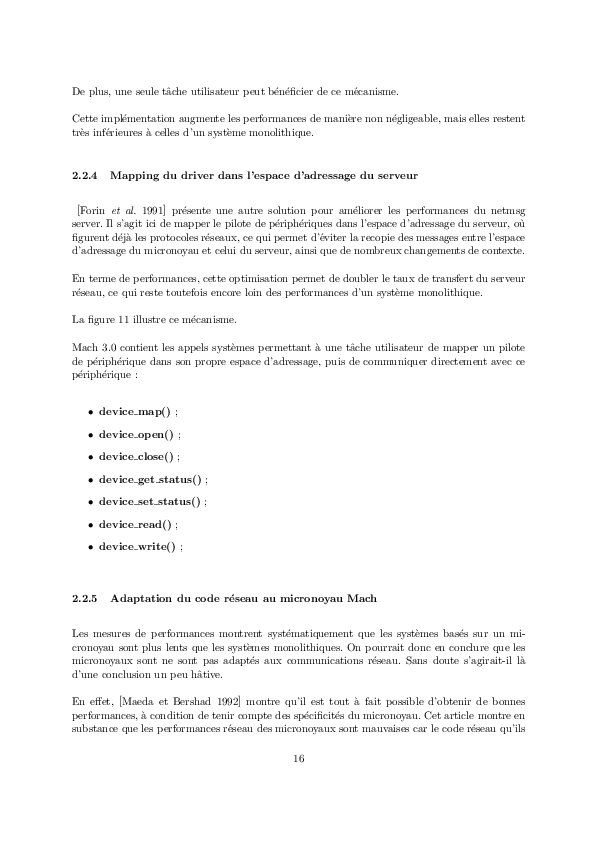 De plus, une seule tâche utilisateur peut bénéficier de ce mécanisme.
Cette implémentation augmente les performances de manière non négligeable, mais elles restent
très inférieures à celles d'un système monolithique.
2.2.4 Mapping du driver dans l'espace d'adressage du serveur
[Forin et al. 1991] présente une autre solution pour améliorer les performances du netmsg
server. Il s'agit ici de mapper le pilote de périphériques dans l'espace d'adressage du serveur, où
figurent déjà les protocoles réseaux, ce qui permet d'éviter la recopie des messages entre l'espace
d'adressage du micronoyau et celui du serveur, ainsi que de nombreux changements de contexte.
En terme de performances, cette optimisation permet de doubler le taux de transfert du serveur
réseau, ce qui reste toutefois encore loin des performances d'un système monolithique.
La figure 11 illustre ce mécanisme.
Mach 3.0 contient les appels systèmes permettant à une tâche utilisateur de mapper un pilote
de périphérique dans son propre espace d'adressage, puis de communiquer directement avec ce
périphérique :
• device_map() ;
• device_open() ;
• device_close() ;
• device_get_status() ;
• device_set_status() ;
• device_read() ;
• device_write() ;
2.2.5 Adaptation du code réseau au micronoyau Mach
Les mesures de performances montrent systématiquement que les systèmes basés sur un mi-
cronoyau sont plus lents que les systèmes monolithiques. On pourrait donc en conclure que les
micronoyaux sont ne sont pas adaptés aux communications réseau. Sans doute s'agirait-il là
d'une conclusion un peu hâtive.
En effet, [Maeda et Bershad 1992] montre qu'il est tout à fait possible d'obtenir de bonnes
performances, à condition de tenir compte des spécificités du micronoyau. Cet article montre en
substance que les performances réseau des micronoyaux sont mauvaises car le code réseau qu'ils
16